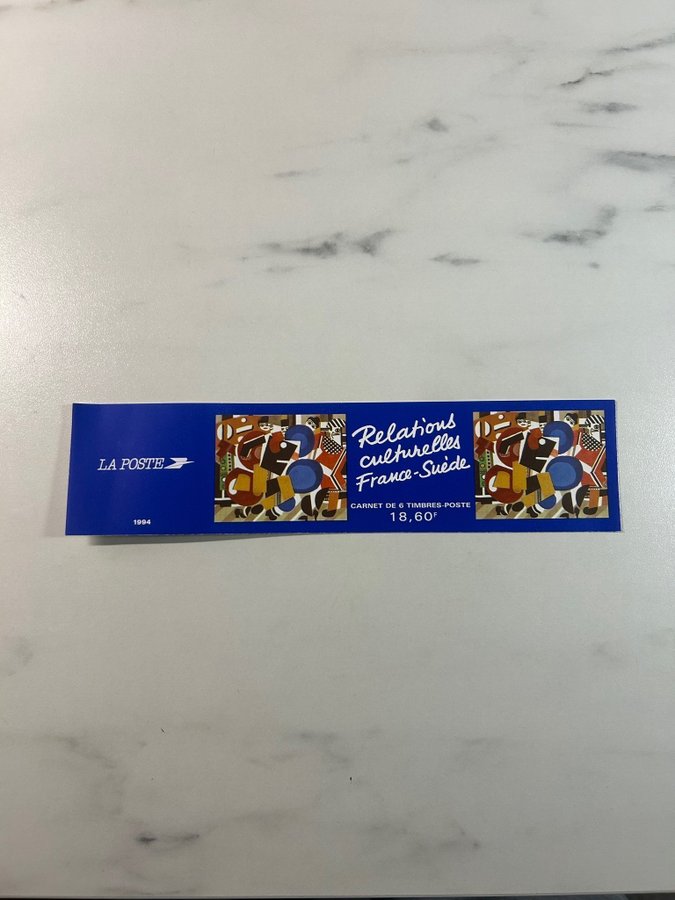 LA POSTE
1994
Relations
culturelles
France-Suède
CARNET DE 6 TIMBRES-POSTE
18,60F